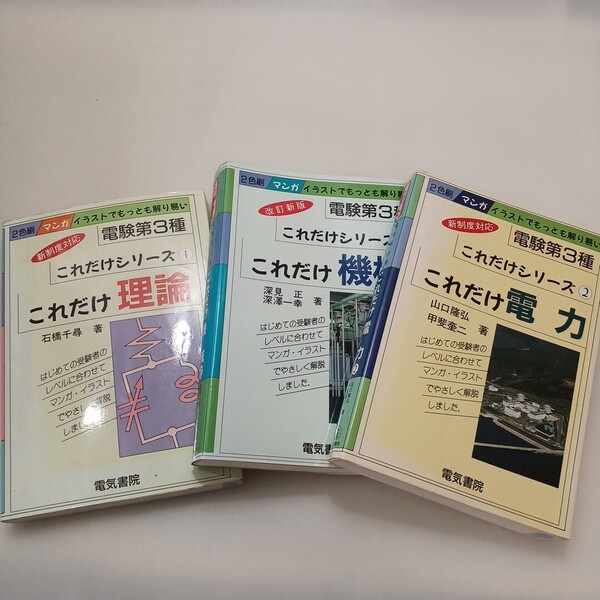 2色刷 マンガ イラストでもっとも解り易い
新制度対応
電験第3種
これだけシリーズ 1
これだけ 理論
石橋千尋 著
はじめての受験者の
レベルに合わせて
マンガ・イラスト
でやさしく解説
しました。
電気書院
2色刷 マンガ イラストでもっとも解り易い
改訂新版
電験第3種
これだけシリーズ
これだけ 機械
深見 正
深澤一幸 著
はじめての受験者の
レベルに合わせて
マンガ・イラスト
でやさしく解説
しました。
電気書院
2色刷 マンガ イラストでもっとも解り易い
新制度対応
電験第3種
これだけシリーズ 2
これだけ 電力
山口隆弘
甲斐奎二 著
はじめての受験者の
レベルに合わせて
マンガ・イラスト
でやさしく解説
しました。
電気書院